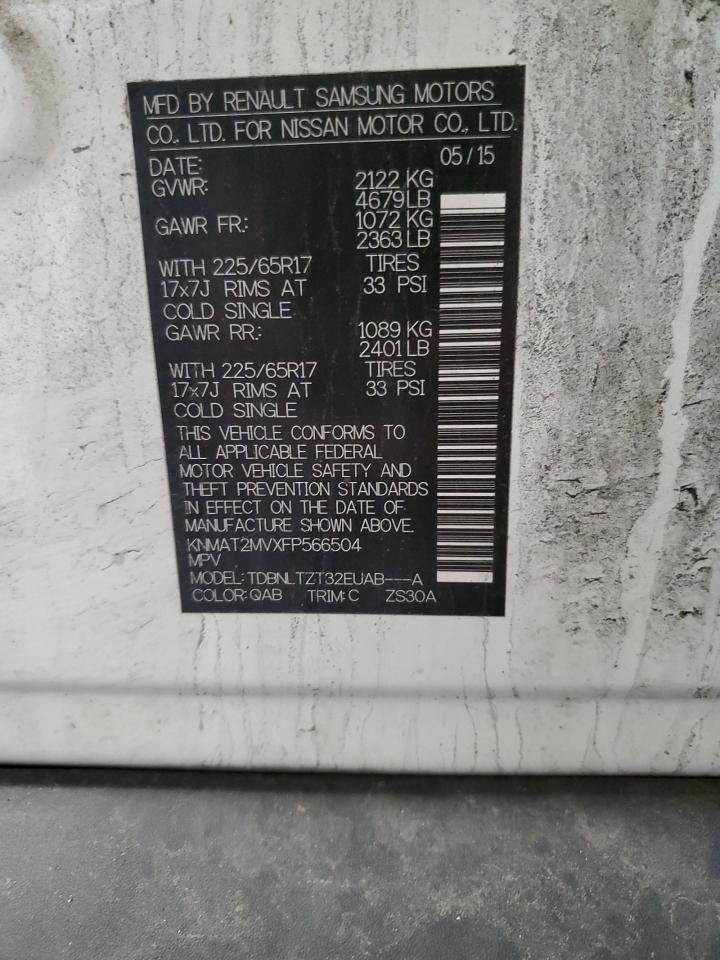 MFD BY RENAULT SAMSUNG MOTORS
CO., LTD. FOR NISSAN MOTOR CO., LTD.
DATE: 05/15
GVWR: 2122 KG
4679LB
GAWR FR.: 1072 KG
2363 LB
WITH 225/65R17 TIRES
17x7J RIMS AT 33 PSI
COLD SINGLE
GAWR RR.: 1089 KG
2401LB
WITH 225/65R17 TIRES
17x7J RIMS AT 33 PSI
COLD SINGLE
THIS VEHICLE CONFORMS TO
ALL APPLICABLE FEDERAL
MOTOR VEHICLE SAFETY AND
THEFT PREVENTION STANDARDS
IN EFFECT ON THE DATE OF
MANUFACTURE SHOWN ABOVE.
KNMAT2MVXFP566504
MPV
MODEL: TDBNLTZT32EUAB---A
COLOR: QAB TRIM: C ZS30A